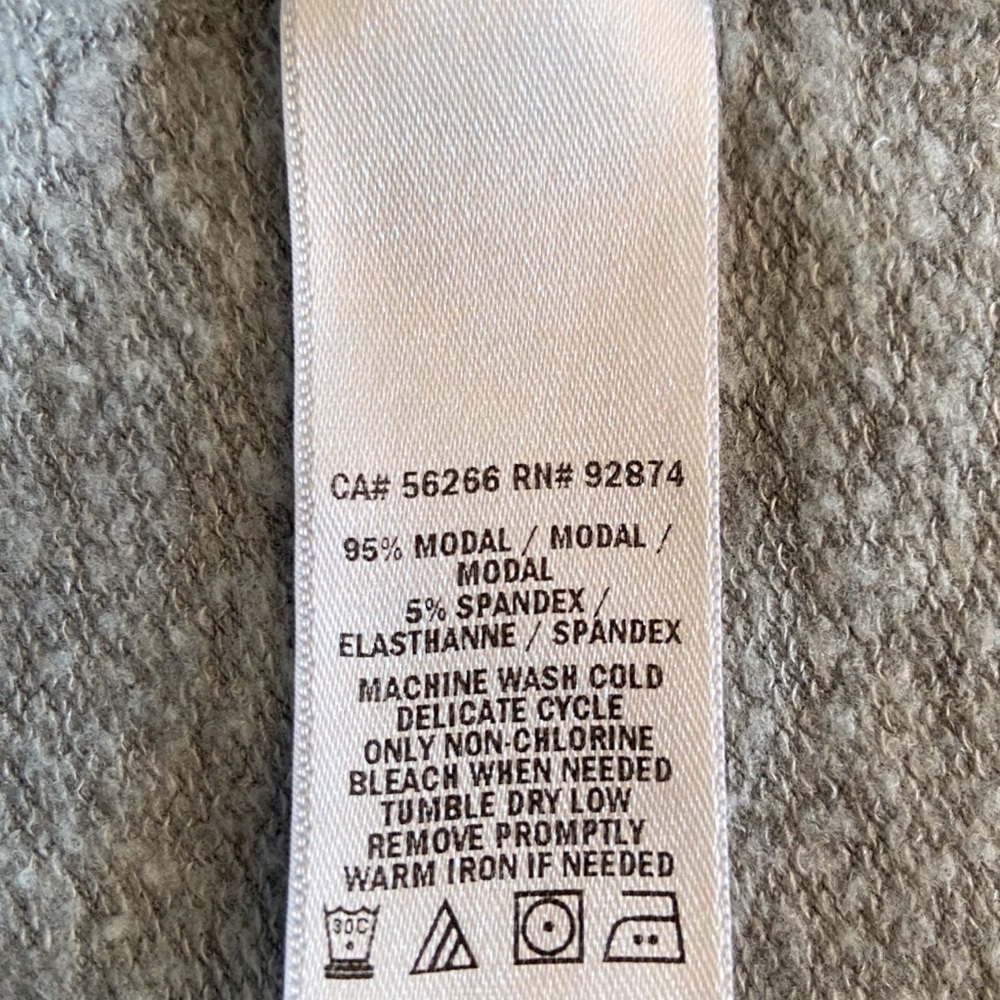 CA# 56266 RN# 92874
95% MODAL / MODAL /
MODAL
5% SPANDEX /
ELASTHANNE / SPANDEX
MACHINE WASH COLD
DELICATE CYCLE
ONLY NON-CHLORINE
BLEACH WHEN NEEDED
TUMBLE DRY LOW
REMOVE PROMPTLY
WARM IRON IF NEEDED
30C